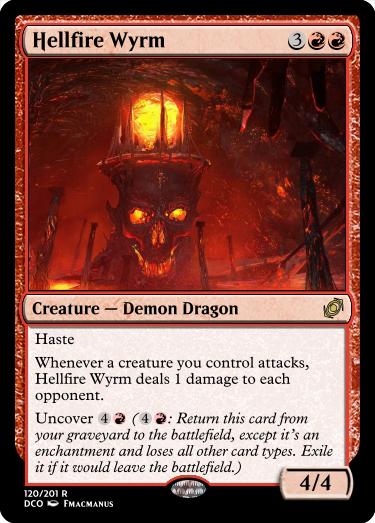 Hellfire Wyrm 3
Creature — Demon Dragon
Haste
Whenever a creature you control attacks,
Hellfire Wyrm deals 1 damage to each
opponent.
Uncover 4 (4 : Return this card from
your graveyard to the battlefield, except it's an
enchantment and loses all other card types. Exile
it if it would leave the battlefield.)
4/4
120/201 R
DCO Fmacmanus